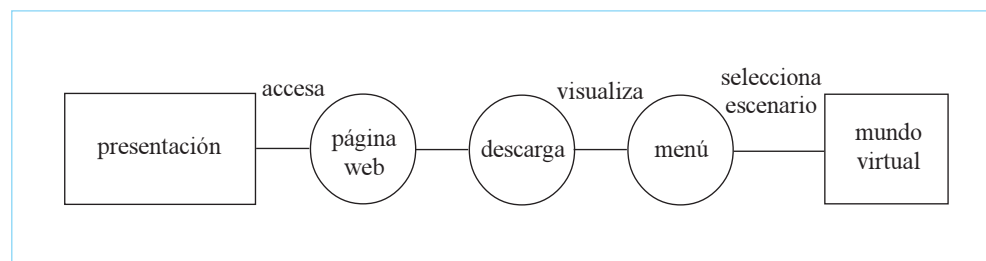 presentación
accesa
página
web
descarga
visualiza
menú
selecciona
escenario
mundo
virtual